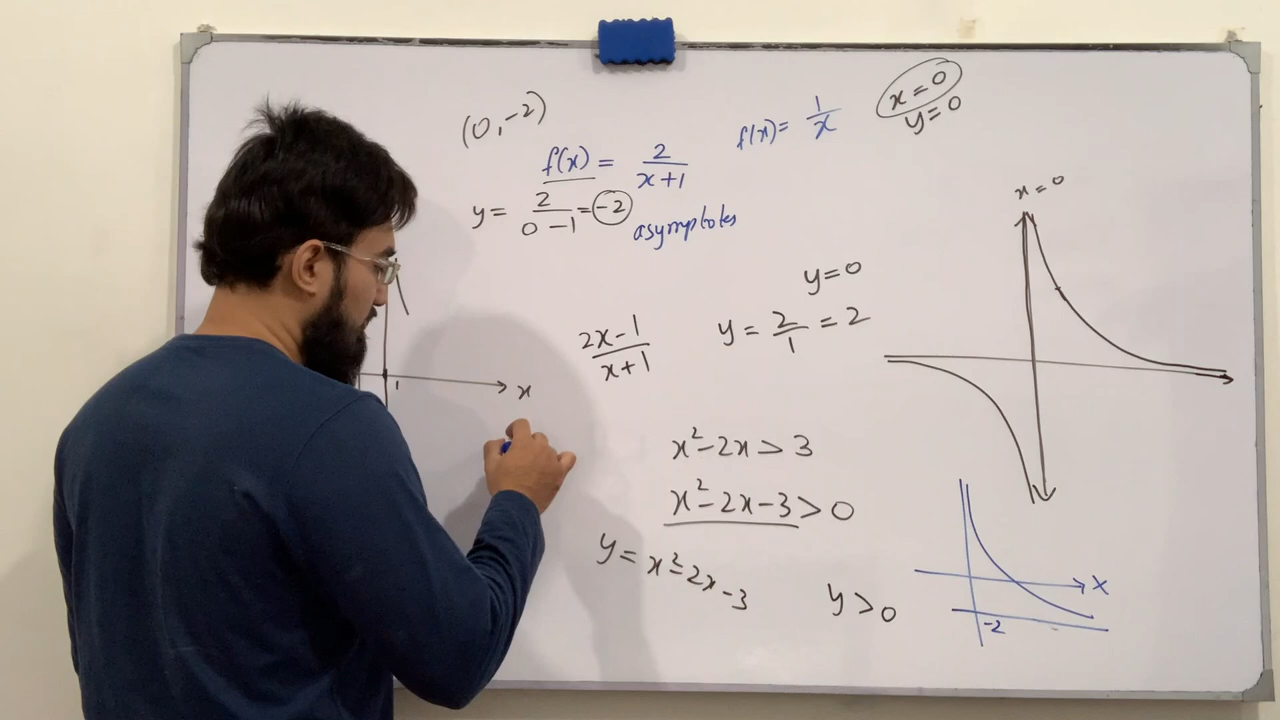 (0, -2)
f(x) = 1/x
x = 0
y = 0
f(x) = 2/(x+1)
y = 2/(0-1) = -2
asymptotes
x = 0
y = 0
(2x-1)/(x+1)
y = 2/1 = 2
1
x
x²-2x > 3
x²-2x-3 > 0
y = x²-2x-3
y > 0
x
-2